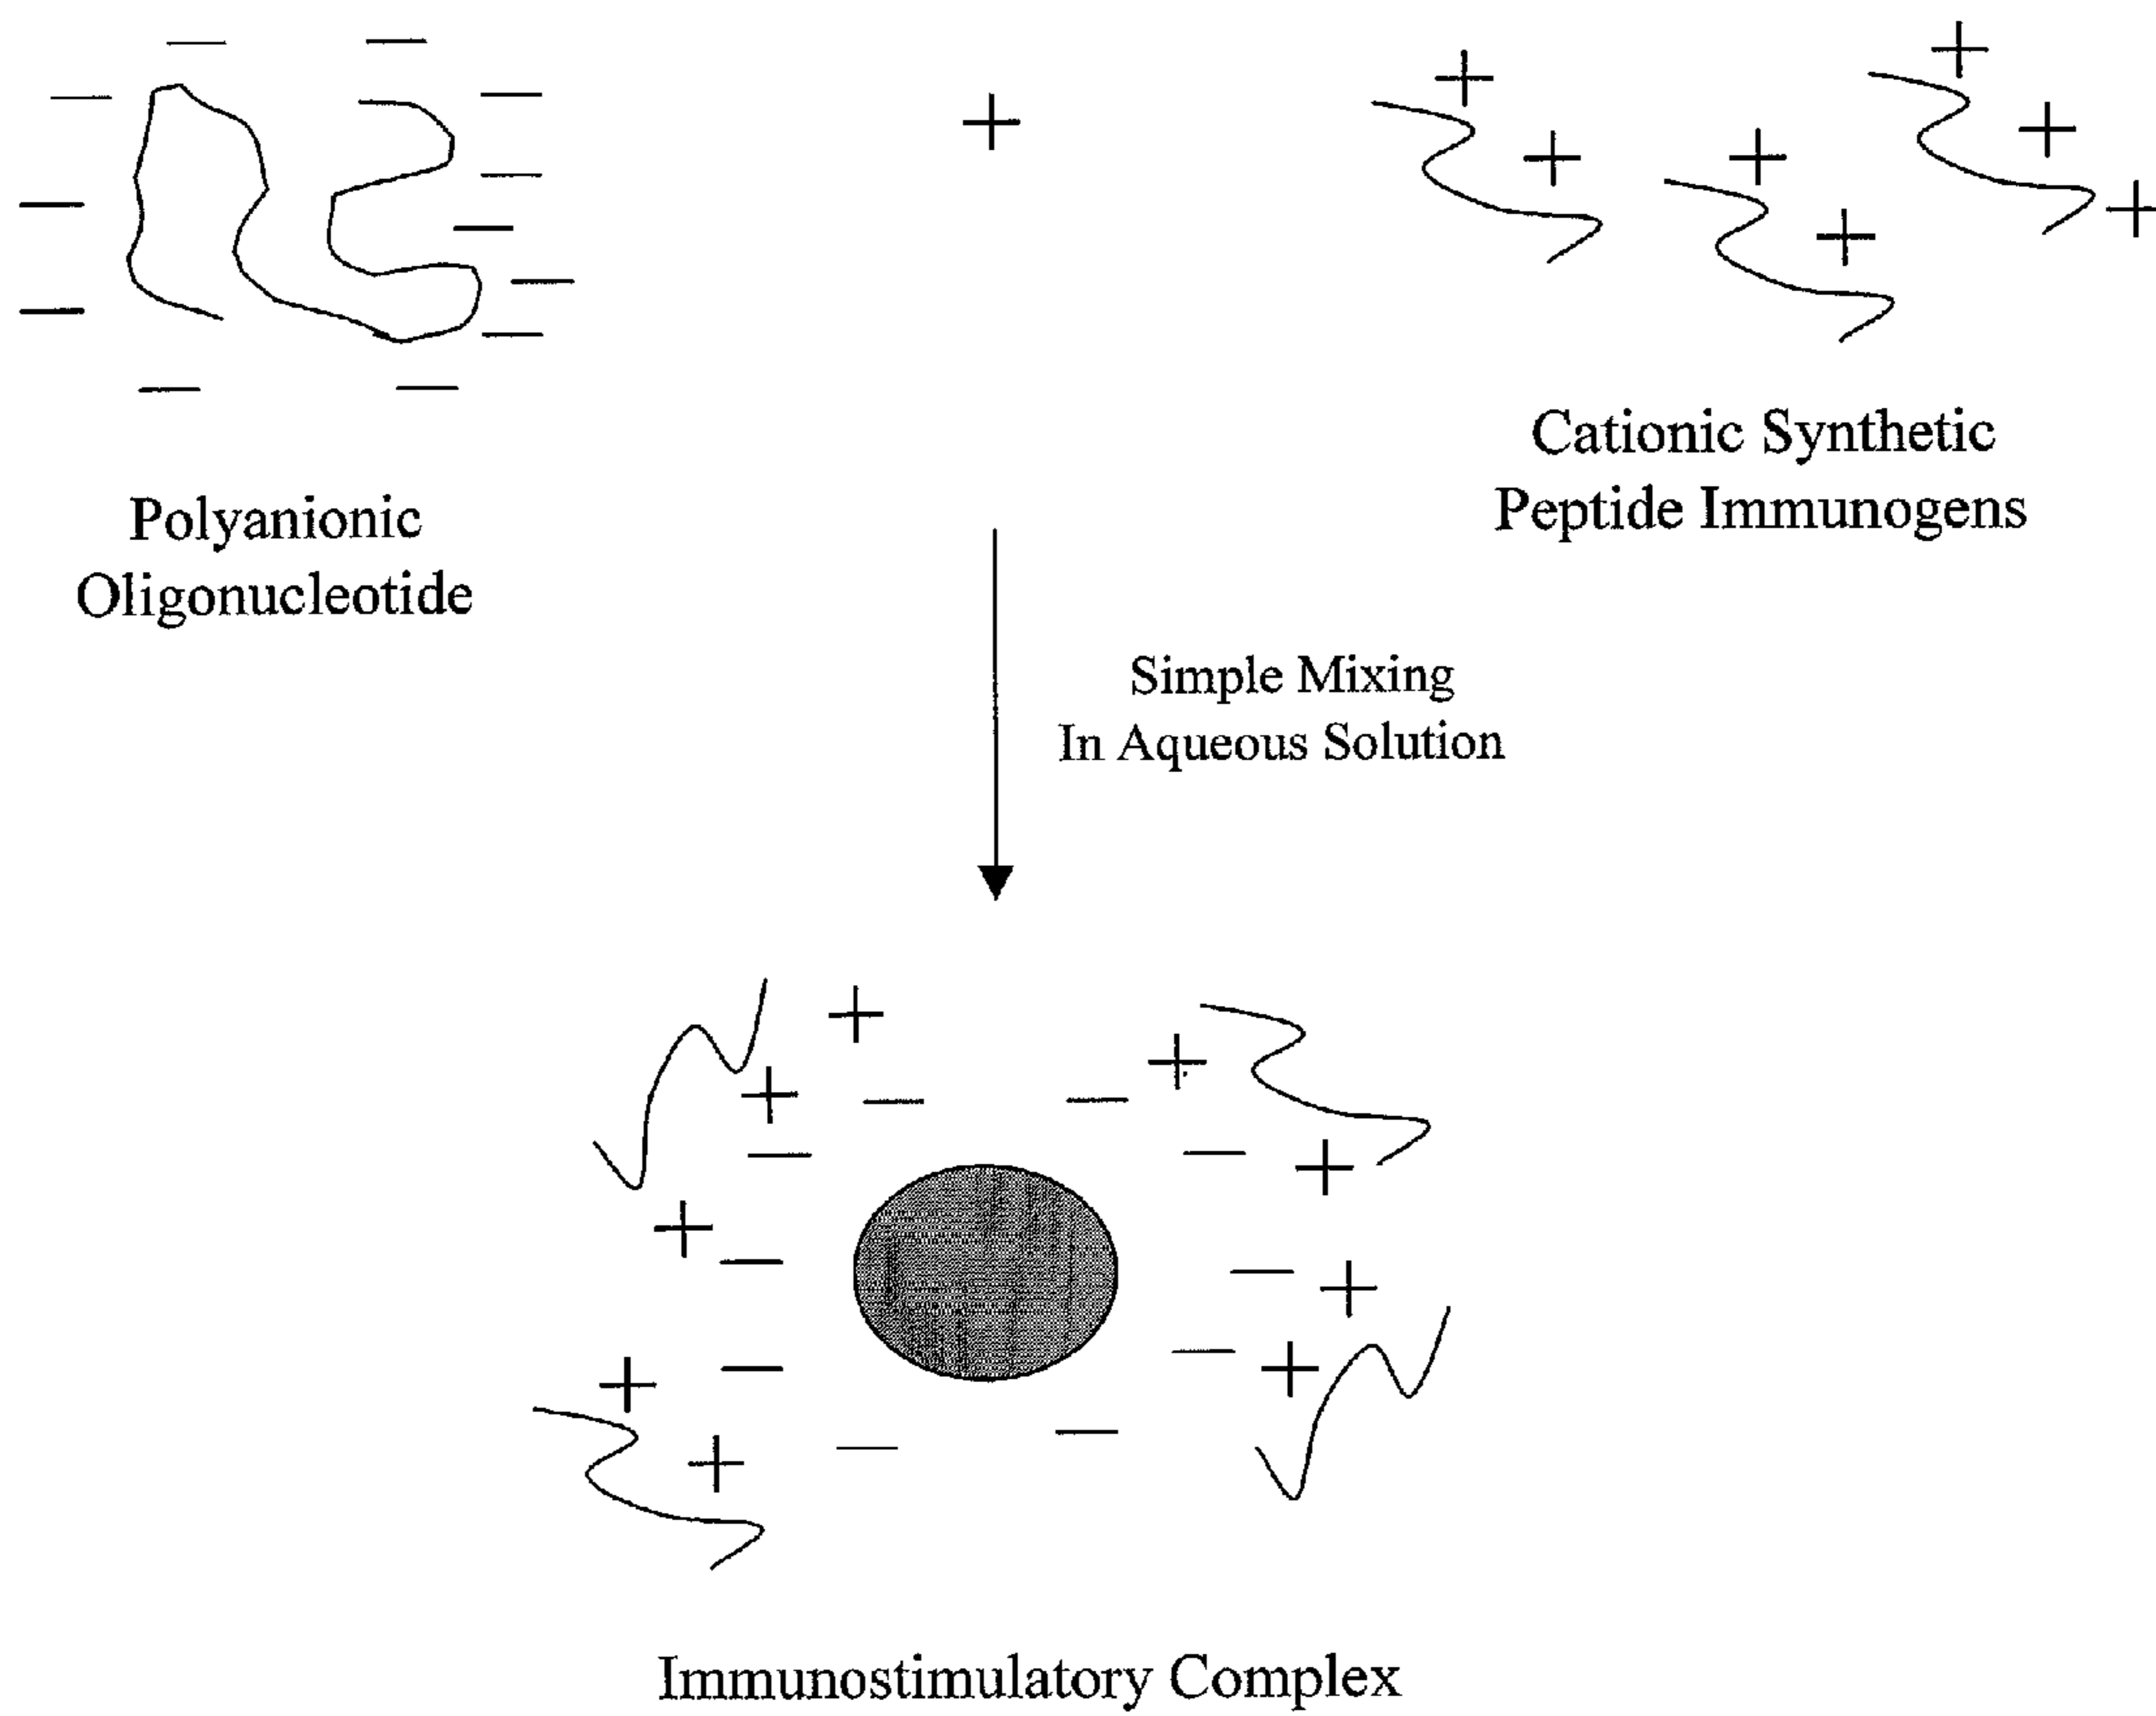 Polyanionic
Oligonucleotide
Cationic Synthetic
Peptide Immunogens
Simple Mixing
In Aqueous Solution
Immunostimulatory Complex